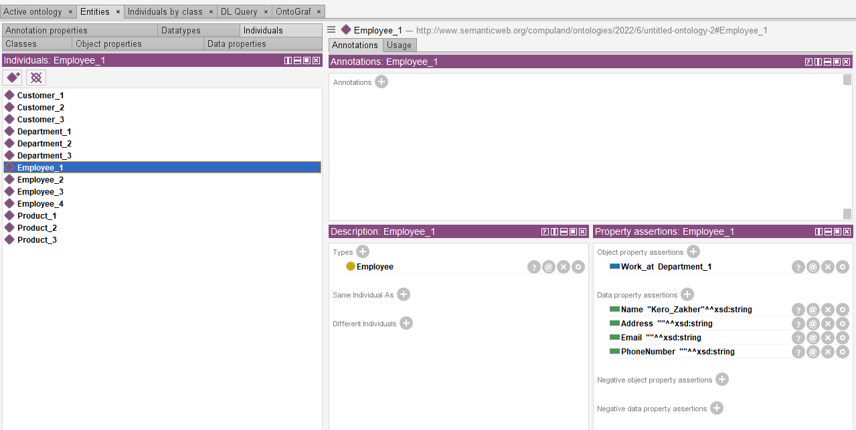 Active ontology × Entities × Individuals by class × DL Query × OntoGraf ×
Annotation properties Datatypes Individuals
Classes Object properties Data properties
Individuals: Employee_1
Customer_1
Customer_2
Customer_3
Department_1
Department_2
Department_3
Employee_1
Employee_2
Employee_3
Employee_4
Product_1
Product_2
Product_3
Employee_1 — http://www.semanticweb.org/compuland/ontologies/2022/6/untitled-ontology-2#Employee_1
Annotations Usage
Annotations: Employee_1
Annotations
Description: Employee_1
Types
Employee
Same Individual As
Different Individuals
Property assertions: Employee_1
Object property assertions
Work_at Department_1
Data property assertions
Name "Kero_Zakher"^^xsd:string
Address ""^^xsd:string
Email ""^^xsd:string
PhoneNumber ""^^xsd:string
Negative object property assertions
Negative data property assertions